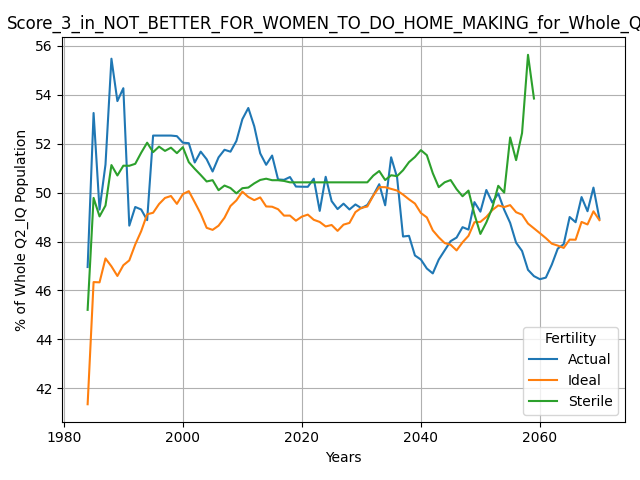 Score_3_in_NOT_BETTER_FOR_WOMEN_TO_DO_HOME_MAKING_for_Whole_Q
% of Whole Q2_IQ Population
56
54
52
50
48
46
44
42
1980
2000
2020
2040
2060
Years
Fertility
Actual
Ideal
Sterile